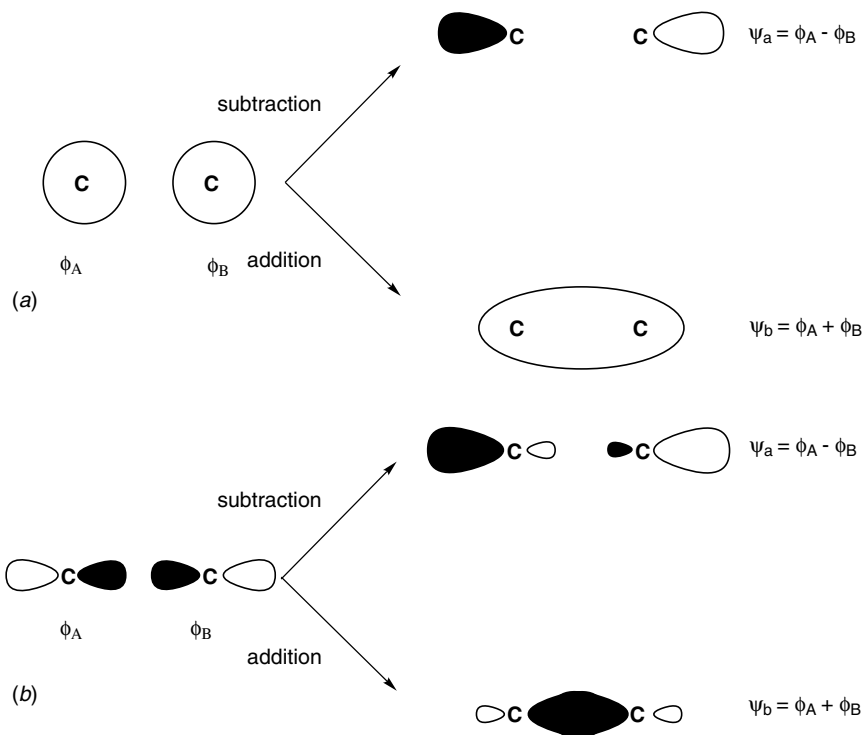 C C ψa = ϕA - ϕB
subtraction
C C
addition
ϕA ϕB
(a)
C C ψb = ϕA + ϕB
C C ψa = ϕA - ϕB
subtraction
C C
ϕA ϕB
addition
(b)
C C ψb = ϕA + ϕB